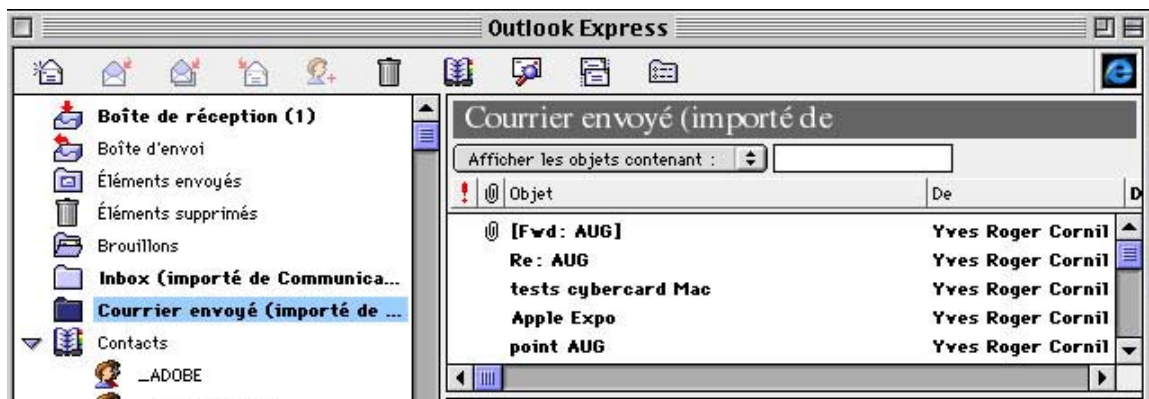 Outlook Express
Boîte de réception (1)
Boîte d'envoi
Éléments envoyés
Éléments supprimés
Brouillons
Inbox (importé de Communica...
Courrier envoyé (importé de ...
Contacts
_ADOBE
Courrier envoyé (importé de
Afficher les objets contenant :
! Objet De D
[Fwd: AUG] Yves Roger Cornil
Re: AUG Yves Roger Cornil
tests cybercard Mac Yves Roger Cornil
Apple Expo Yves Roger Cornil
point AUG Yves Roger Cornil